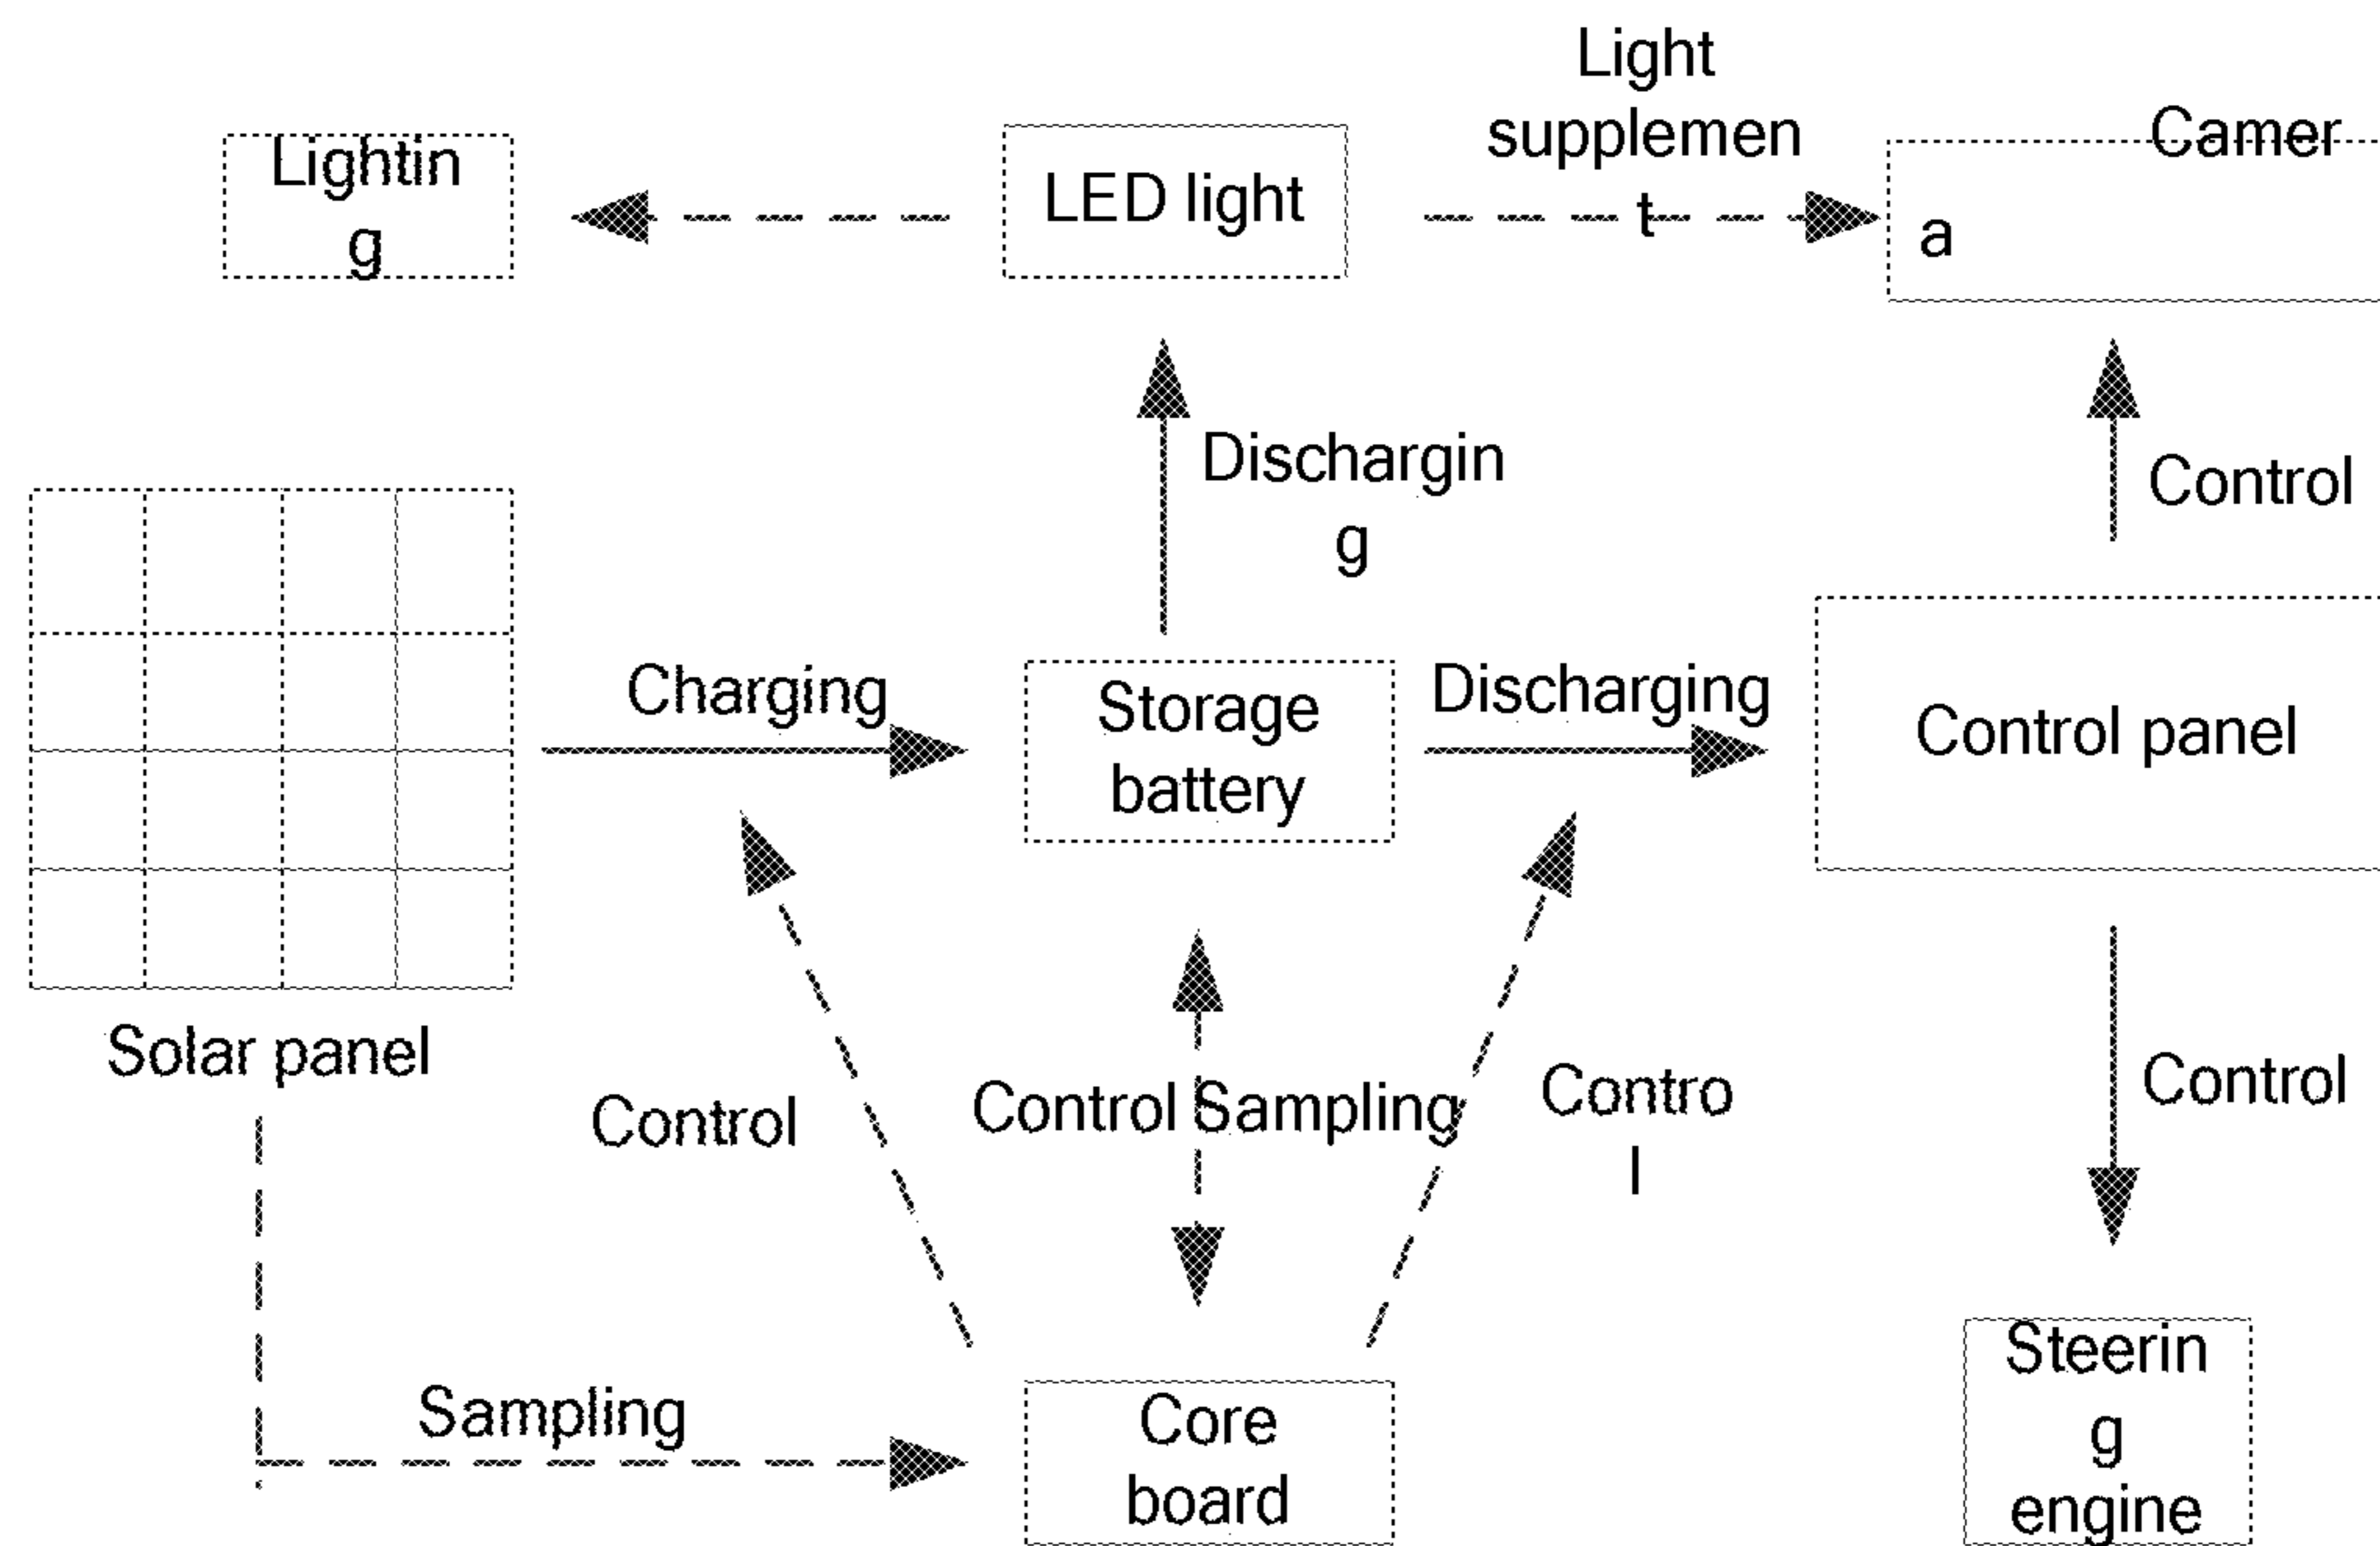 Light
supplemen
t
Lightin
g
LED light
Camer
a
Dischargin
g
Control
Charging
Storage
battery
Discharging
Control panel
Solar panel
Control
Control Sampling
Contro
l
Control
Sampling
Core
board
Steerin
g
engine